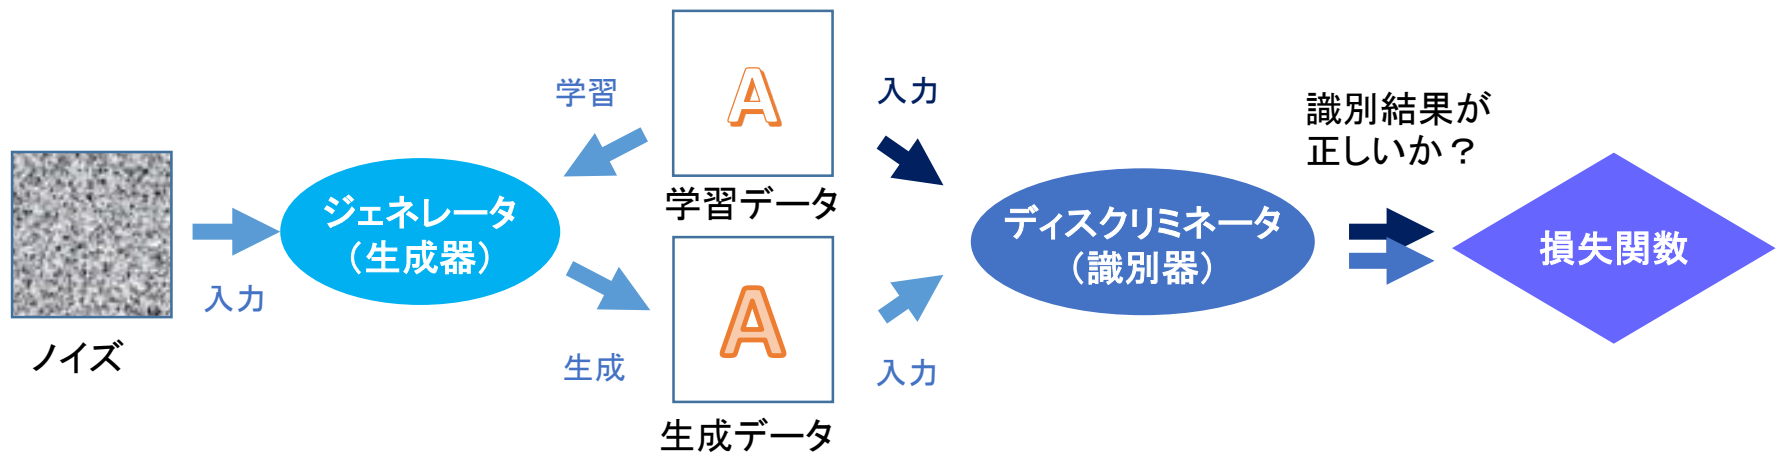 ノイズ
入力
ジェネレータ
（生成器）
学習
生成
A
学習データ
A
生成データ
入力
入力
ディスクリミネータ
（識別器）
識別結果が
正しいか？
損失関数